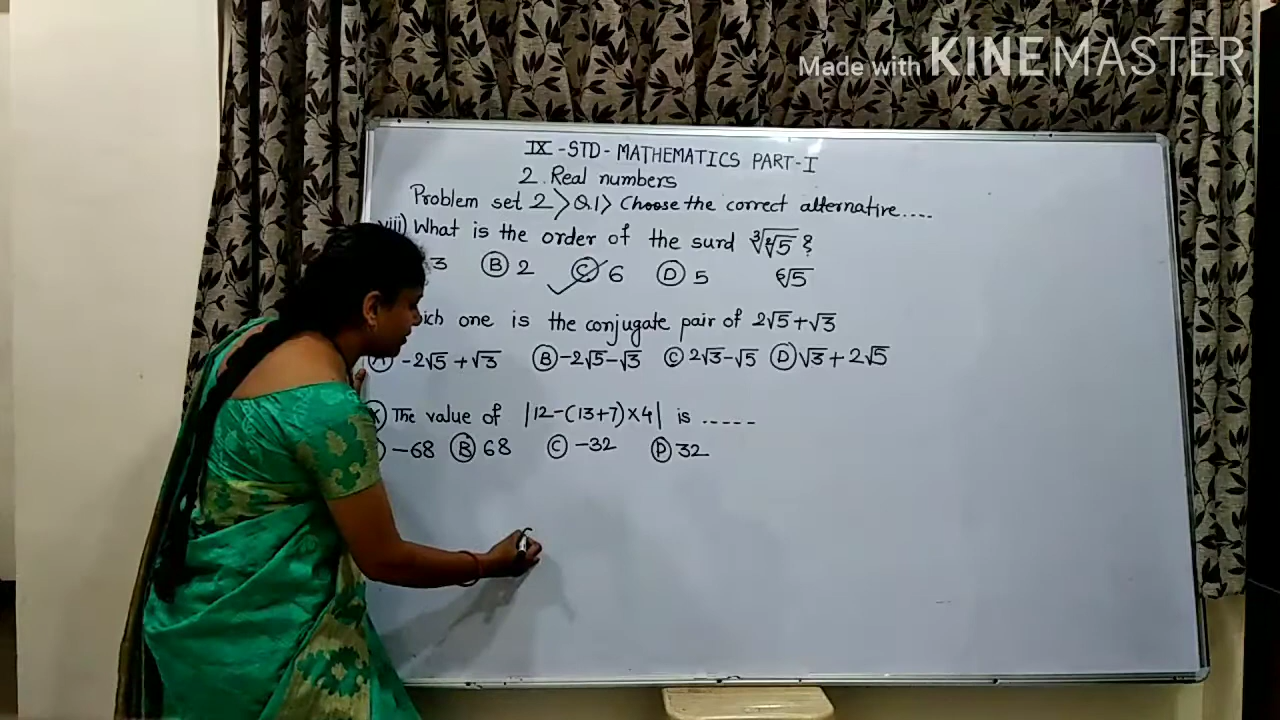 Made with KINEMASTER
IX - STD - MATHEMATICS PART - I
2. Real numbers
Problem set 2 > Q.1 > Choose the correct alternative....
viii) What is the order of the surd ∛√5 ?
3 Ⓑ 2 Ⓒ 6 Ⓓ 5 ⁶√5
ich one is the conjugate pair of 2√5+√3
Ⓐ -2√5 + √3 Ⓑ -2√5-√3 Ⓒ 2√3-√5 Ⓓ √3 + 2√5
x) The value of |12-(13+7)×4| is -----
-68 Ⓑ 68 Ⓒ -32 Ⓓ 32